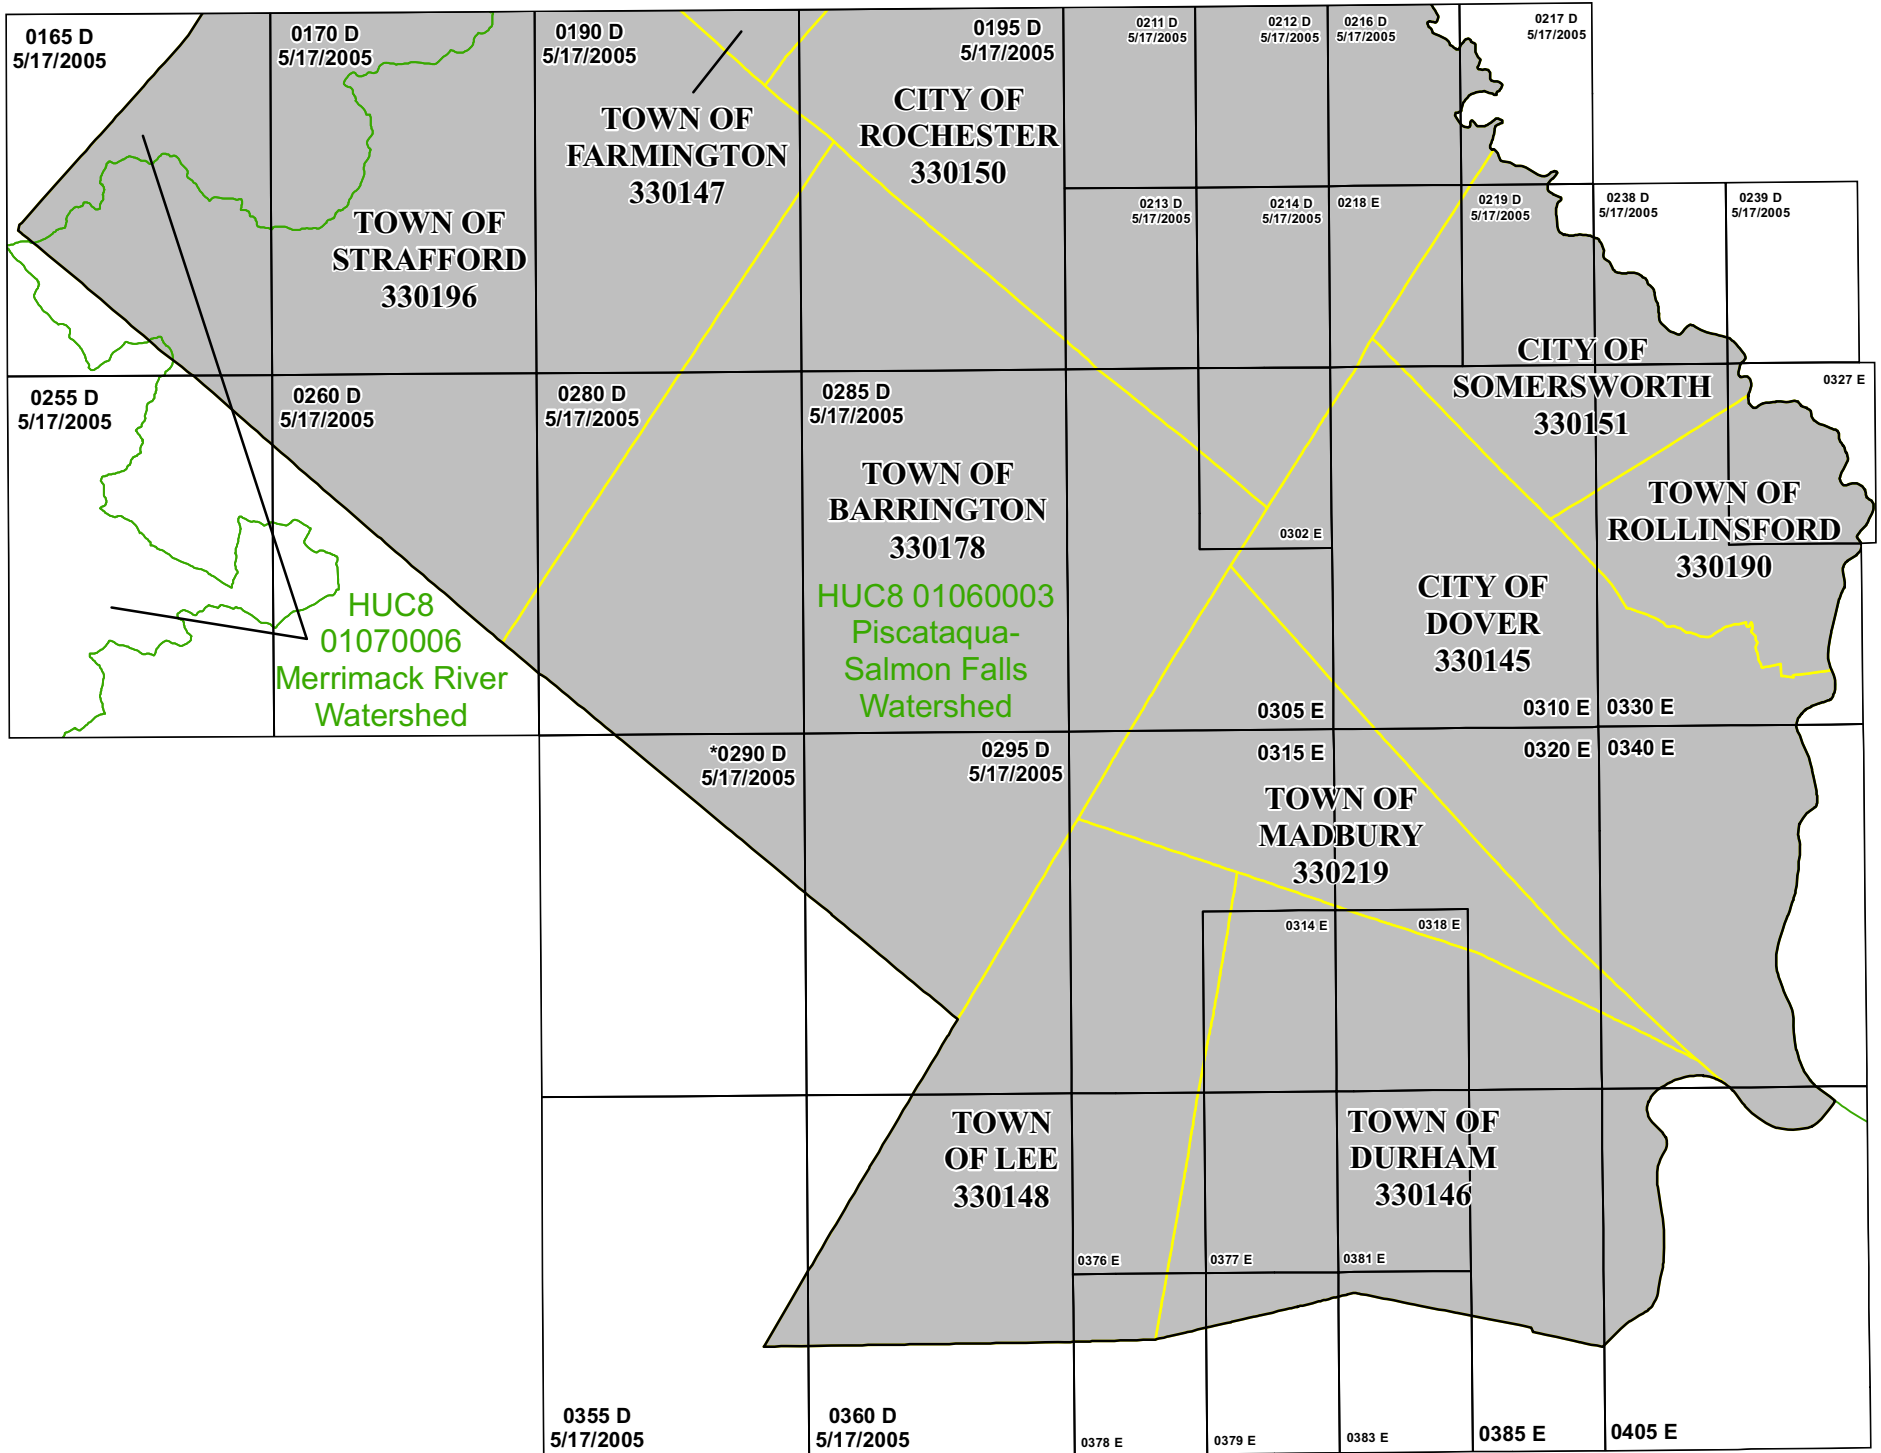 0165 D
5/17/2005
0170 D
5/17/2005
0190 D
5/17/2005
0195 D
5/17/2005
0211 D
5/17/2005
0212 D
5/17/2005
0216 D
5/17/2005
0217 D
5/17/2005
TOWN OF
FARMINGTON
330147
CITY OF
ROCHESTER
330150
TOWN OF
STRAFFORD
330196
0213 D
5/17/2005
0214 D
5/17/2005
0218 E
0219 D
5/17/2005
0238 D
5/17/2005
0239 D
5/17/2005
CITY OF
SOMERSWORTH
330151
0327 E
0255 D
5/17/2005
0260 D
5/17/2005
0280 D
5/17/2005
0285 D
5/17/2005
TOWN OF
BARRINGTON
330178
HUC8 01060003
Piscataqua-
Salmon Falls
Watershed
HUC8
01070006
Merrimack River
Watershed
0302 E
TOWN OF
ROLLINSFORD
330190
CITY OF
DOVER
330145
0305 E
0310 E
0330 E
*0290 D
5/17/2005
0295 D
5/17/2005
0315 E
0320 E
0340 E
TOWN OF
MADBURY
330219
0314 E
0318 E
TOWN
OF LEE
330148
TOWN OF
DURHAM
330146
0376 E
0377 E
0381 E
0355 D
5/17/2005
0360 D
5/17/2005
0378 E
0379 E
0383 E
0385 E
0405 E